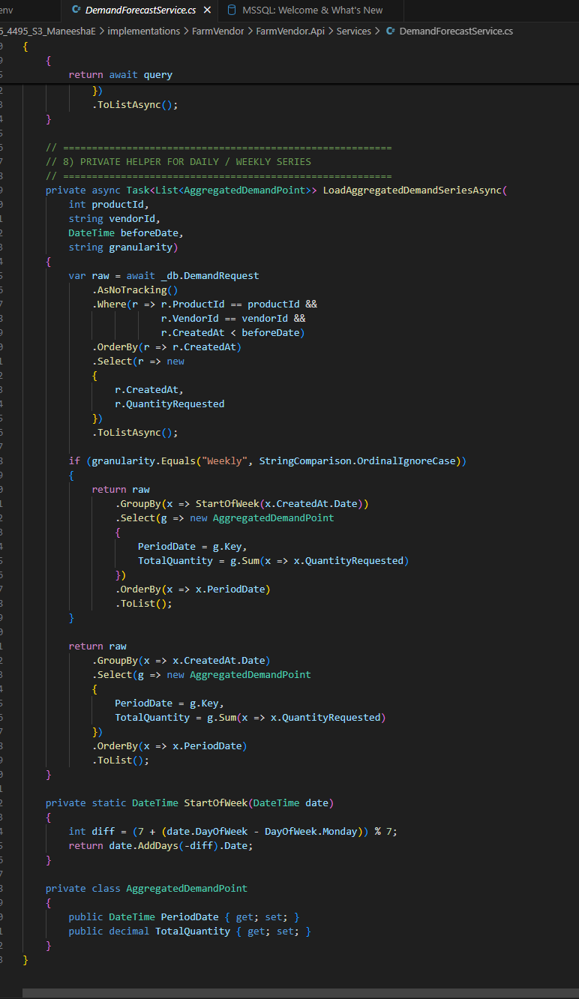 env
DemandForecastService.cs
MSSQL: Welcome & What's New
5_4495_S3_ManeeshaE > implementations > FarmVendor > FarmVendor.Api > Services > DemandForecastService.cs
{
{
return await query
})
.ToListAsync();
}
// =========================================================
// 8) PRIVATE HELPER FOR DAILY / WEEKLY SERIES
// =========================================================
private async Task<List<AggregatedDemandPoint>> LoadAggregatedDemandSeriesAsync(
int productId,
string vendorId,
DateTime beforeDate,
string granularity)
{
var raw = await _db.DemandRequest
.AsNoTracking()
.Where(r => r.ProductId == productId &&
r.VendorId == vendorId &&
r.CreatedAt < beforeDate)
.OrderBy(r => r.CreatedAt)
.Select(r => new
{
r.CreatedAt,
r.QuantityRequested
})
.ToListAsync();
if (granularity.Equals("Weekly", StringComparison.OrdinalIgnoreCase))
{
return raw
.GroupBy(x => StartOfWeek(x.CreatedAt.Date))
.Select(g => new AggregatedDemandPoint
{
PeriodDate = g.Key,
TotalQuantity = g.Sum(x => x.QuantityRequested)
})
.OrderBy(x => x.PeriodDate)
.ToList();
}
return raw
.GroupBy(x => x.CreatedAt.Date)
.Select(g => new AggregatedDemandPoint
{
PeriodDate = g.Key,
TotalQuantity = g.Sum(x => x.QuantityRequested)
})
.OrderBy(x => x.PeriodDate)
.ToList();
}
private static DateTime StartOfWeek(DateTime date)
{
int diff = (7 + (date.DayOfWeek - DayOfWeek.Monday)) % 7;
return date.AddDays(-diff).Date;
}
private class AggregatedDemandPoint
{
public DateTime PeriodDate { get; set; }
public decimal TotalQuantity { get; set; }
}
}